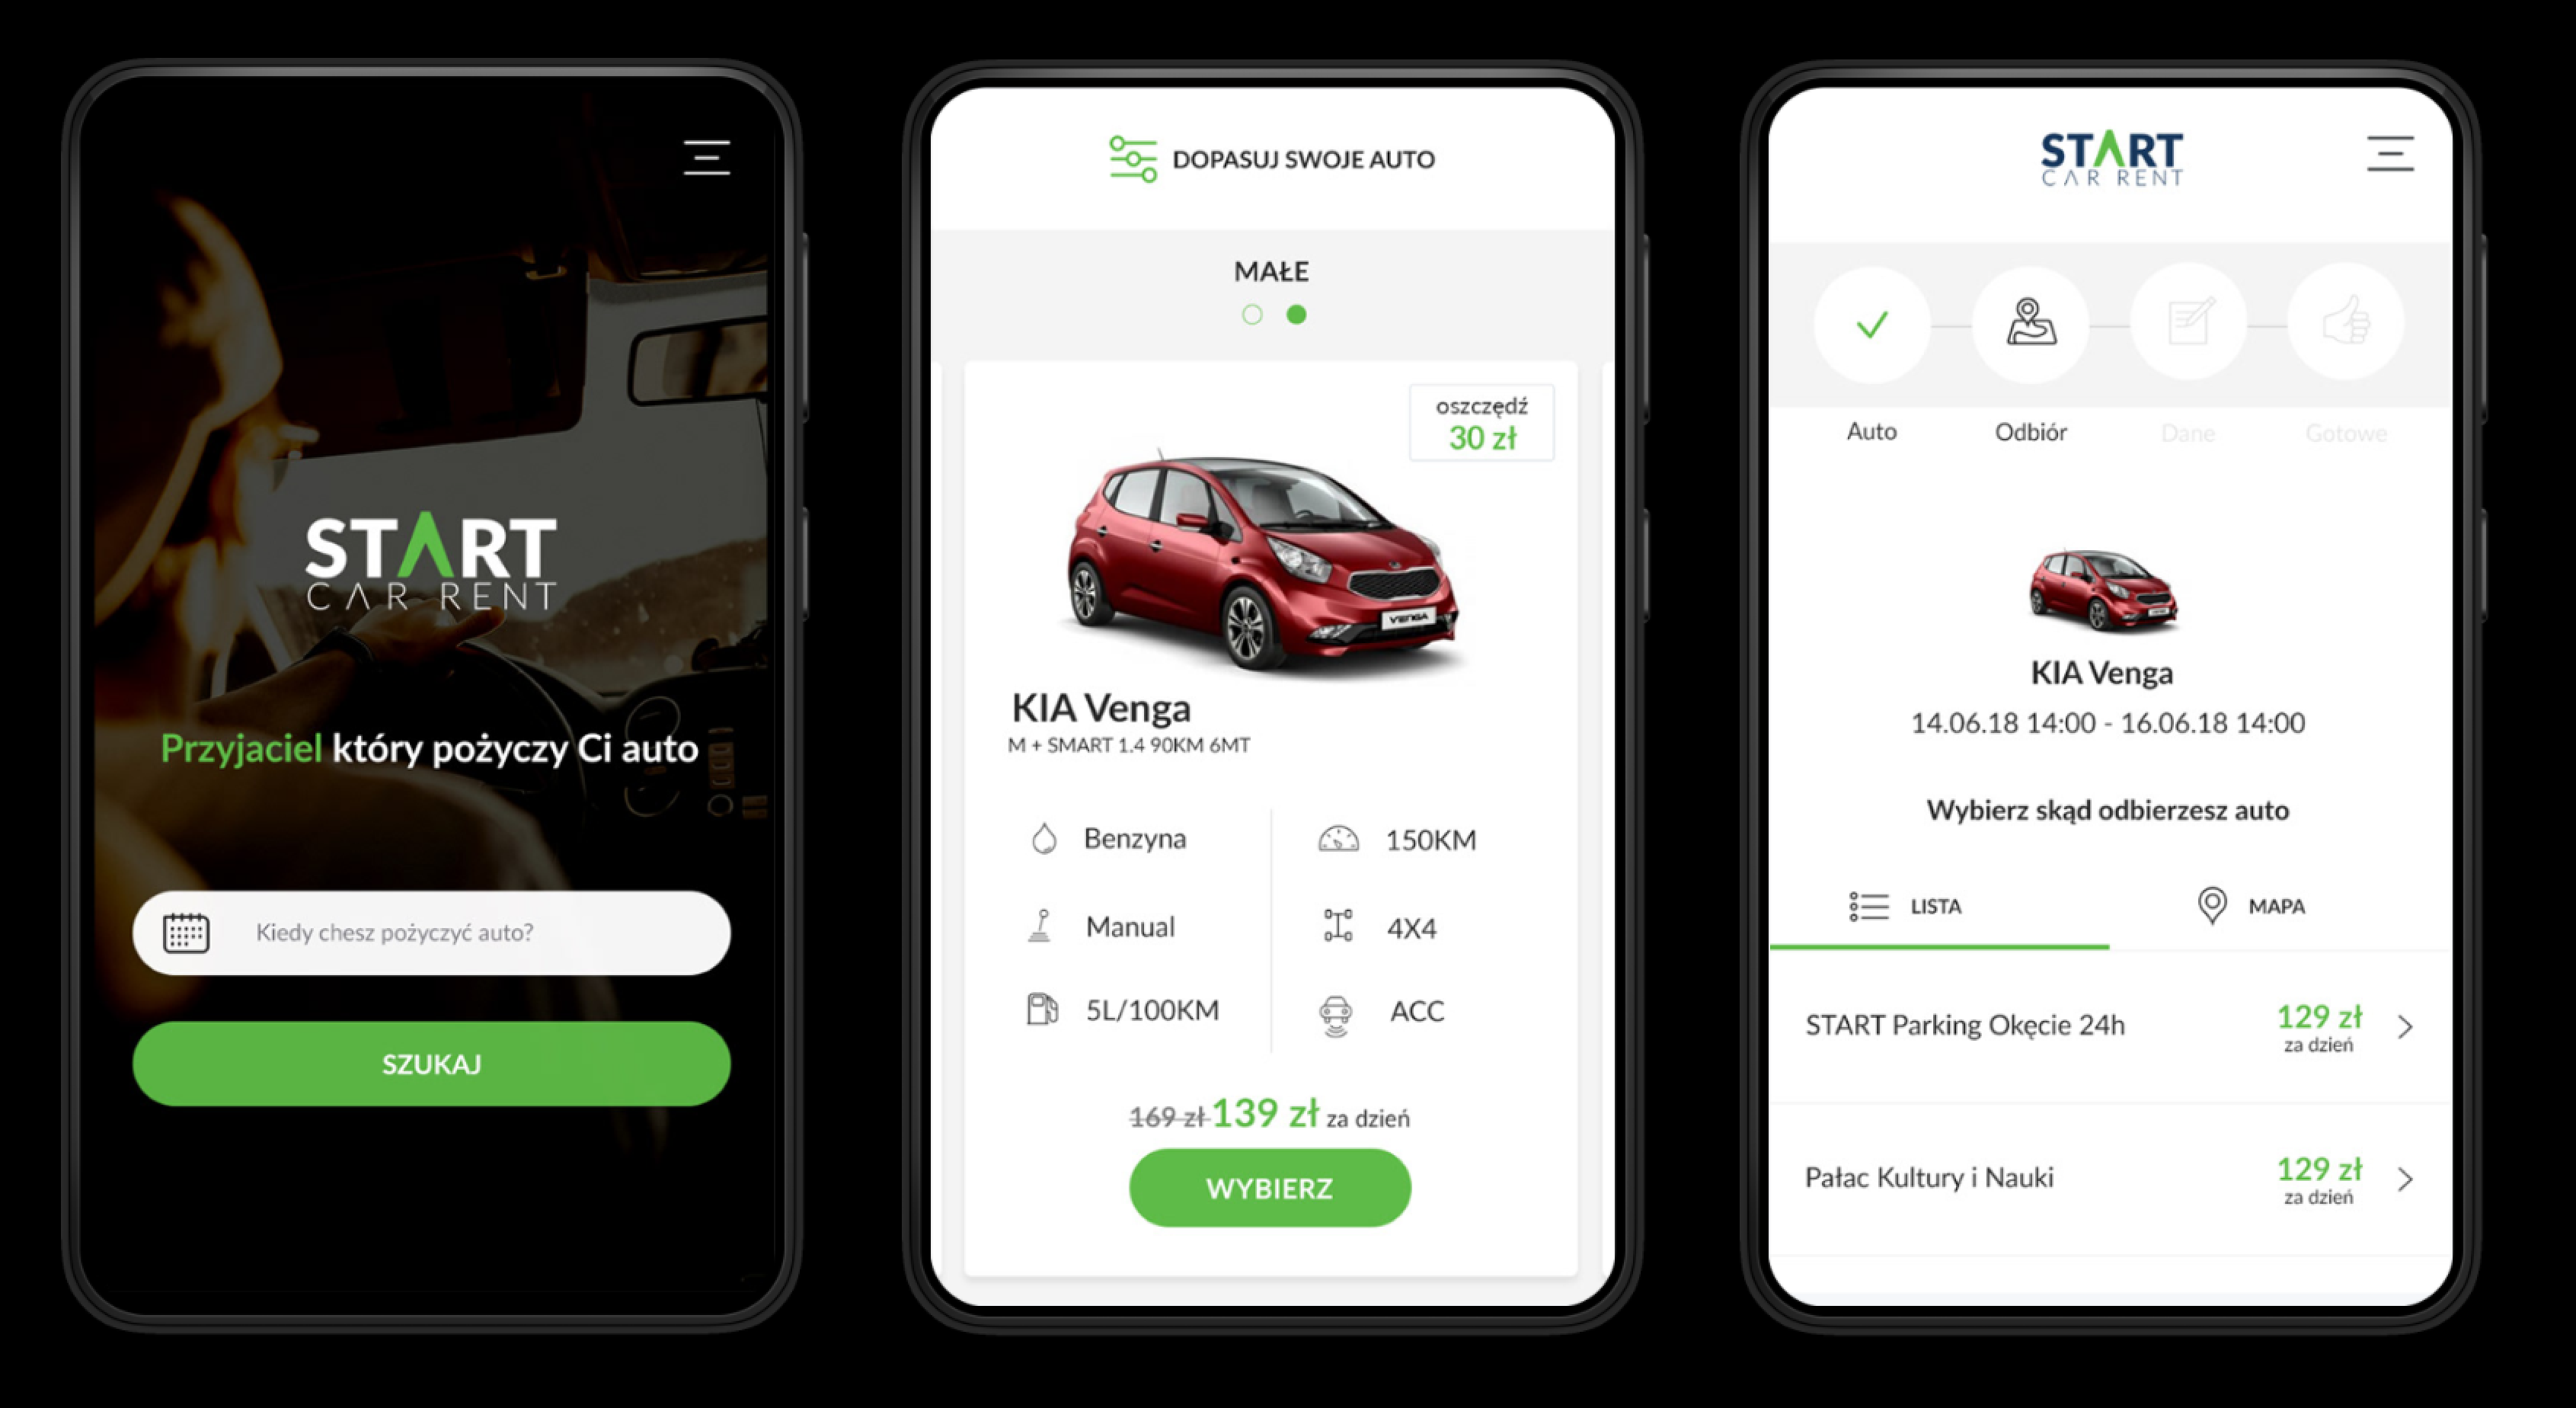 START
CAR RENT
Przyjaciel który pożyczy Ci auto
Kiedy chesz pożyczyć auto?
SZUKAJ
DOPASUJ SWOJE AUTO
MAŁE
oszczędź
30 zł
VENGA
KIA Venga
M + SMART 1.4 90KM 6MT
Benzyna
150KM
Manual
4X4
5L/100KM
ACC
169 zł 139 zł za dzień
WYBIERZ
START
CAR RENT
Auto
Odbiór
Dane
Gotowe
KIA Venga
14.06.18 14:00 - 16.06.18 14:00
Wybierz skąd odbierzesz auto
LISTA
MAPA
START Parking Okęcie 24h
129 zł
za dzień
Pałac Kultury i Nauki
129 zł
za dzień